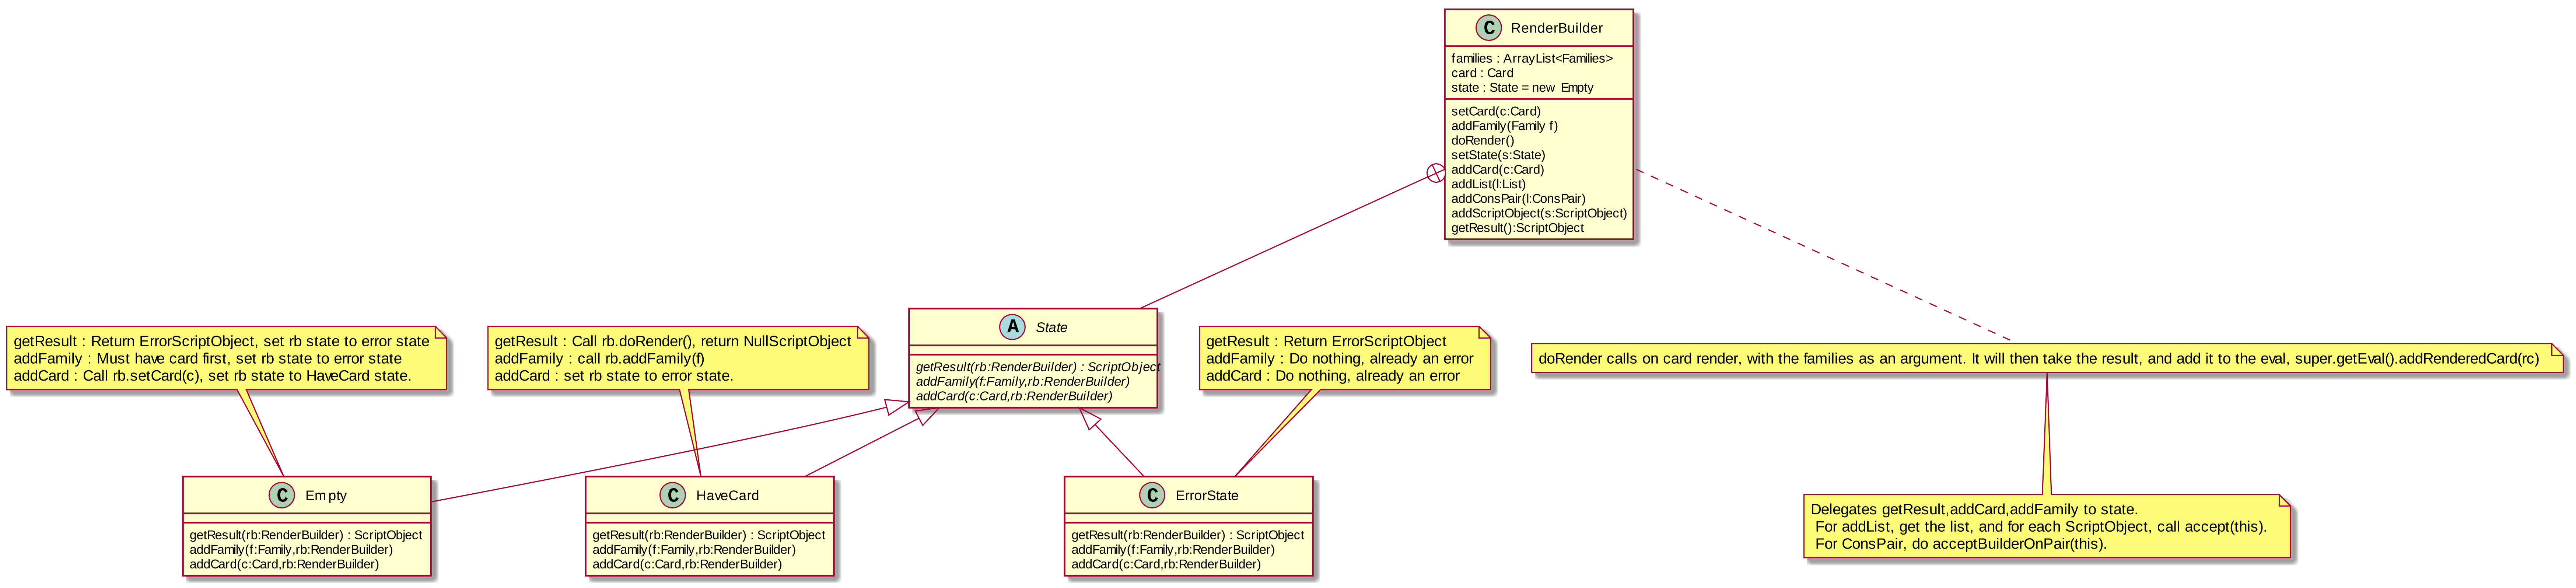 C RenderBuilder
families : ArrayList<Families>
card : Card
state : State = new Empty
setCard(c:Card)
addFamily(Family f)
doRender()
setState(s:State)
addCard(c:Card)
addList(l:List)
addConsPair(l:ConsPair)
addScriptObject(s:ScriptObject)
getResult():ScriptObject
getResult : Return ErrorScriptObject, set rb state to error state
addFamily : Must have card first, set rb state to error state
addCard : Call rb.setCard(c), set rb state to HaveCard state.
getResult : Call rb.doRender(), return NullScriptObject
addFamily : call rb.addFamily(f)
addCard : set rb state to error state.
A State
getResult(rb:RenderBuilder) : ScriptObject
addFamily(f:Family,rb:RenderBuilder)
addCard(c:Card,rb:RenderBuilder)
getResult : Return ErrorScriptObject
addFamily : Do nothing, already an error
addCard : Do nothing, already an error
doRender calls on card render, with the families as an argument. It will then take the result, and add it to the eval, super.getEval().addRenderedCard(rc)
C Empty
getResult(rb:RenderBuilder) : ScriptObject
addFamily(f:Family,rb:RenderBuilder)
addCard(c:Card,rb:RenderBuilder)
C HaveCard
getResult(rb:RenderBuilder) : ScriptObject
addFamily(f:Family,rb:RenderBuilder)
addCard(c:Card,rb:RenderBuilder)
C ErrorState
getResult(rb:RenderBuilder) : ScriptObject
addFamily(f:Family,rb:RenderBuilder)
addCard(c:Card,rb:RenderBuilder)
Delegates getResult,addCard,addFamily to state.
For addList, get the list, and for each ScriptObject, call accept(this).
For ConsPair, do acceptBuilderOnPair(this).